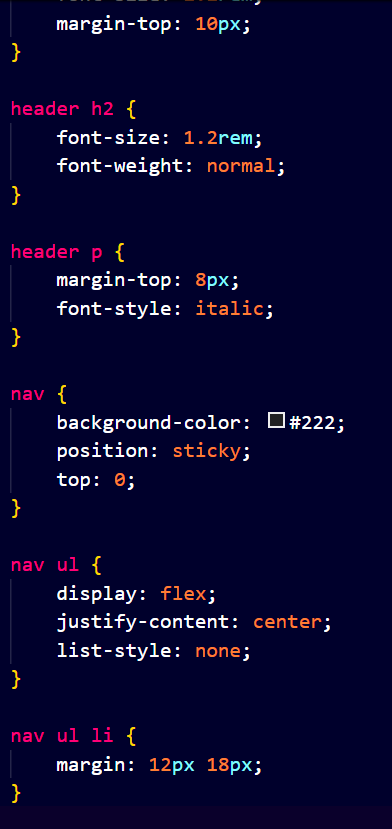 margin-top: 10px;
}

header h2 {
    font-size: 1.2rem;
    font-weight: normal;
}

header p {
    margin-top: 8px;
    font-style: italic;
}

nav {
    background-color: #222;
    position: sticky;
    top: 0;
}

nav ul {
    display: flex;
    justify-content: center;
    list-style: none;
}

nav ul li {
    margin: 12px 18px;
}